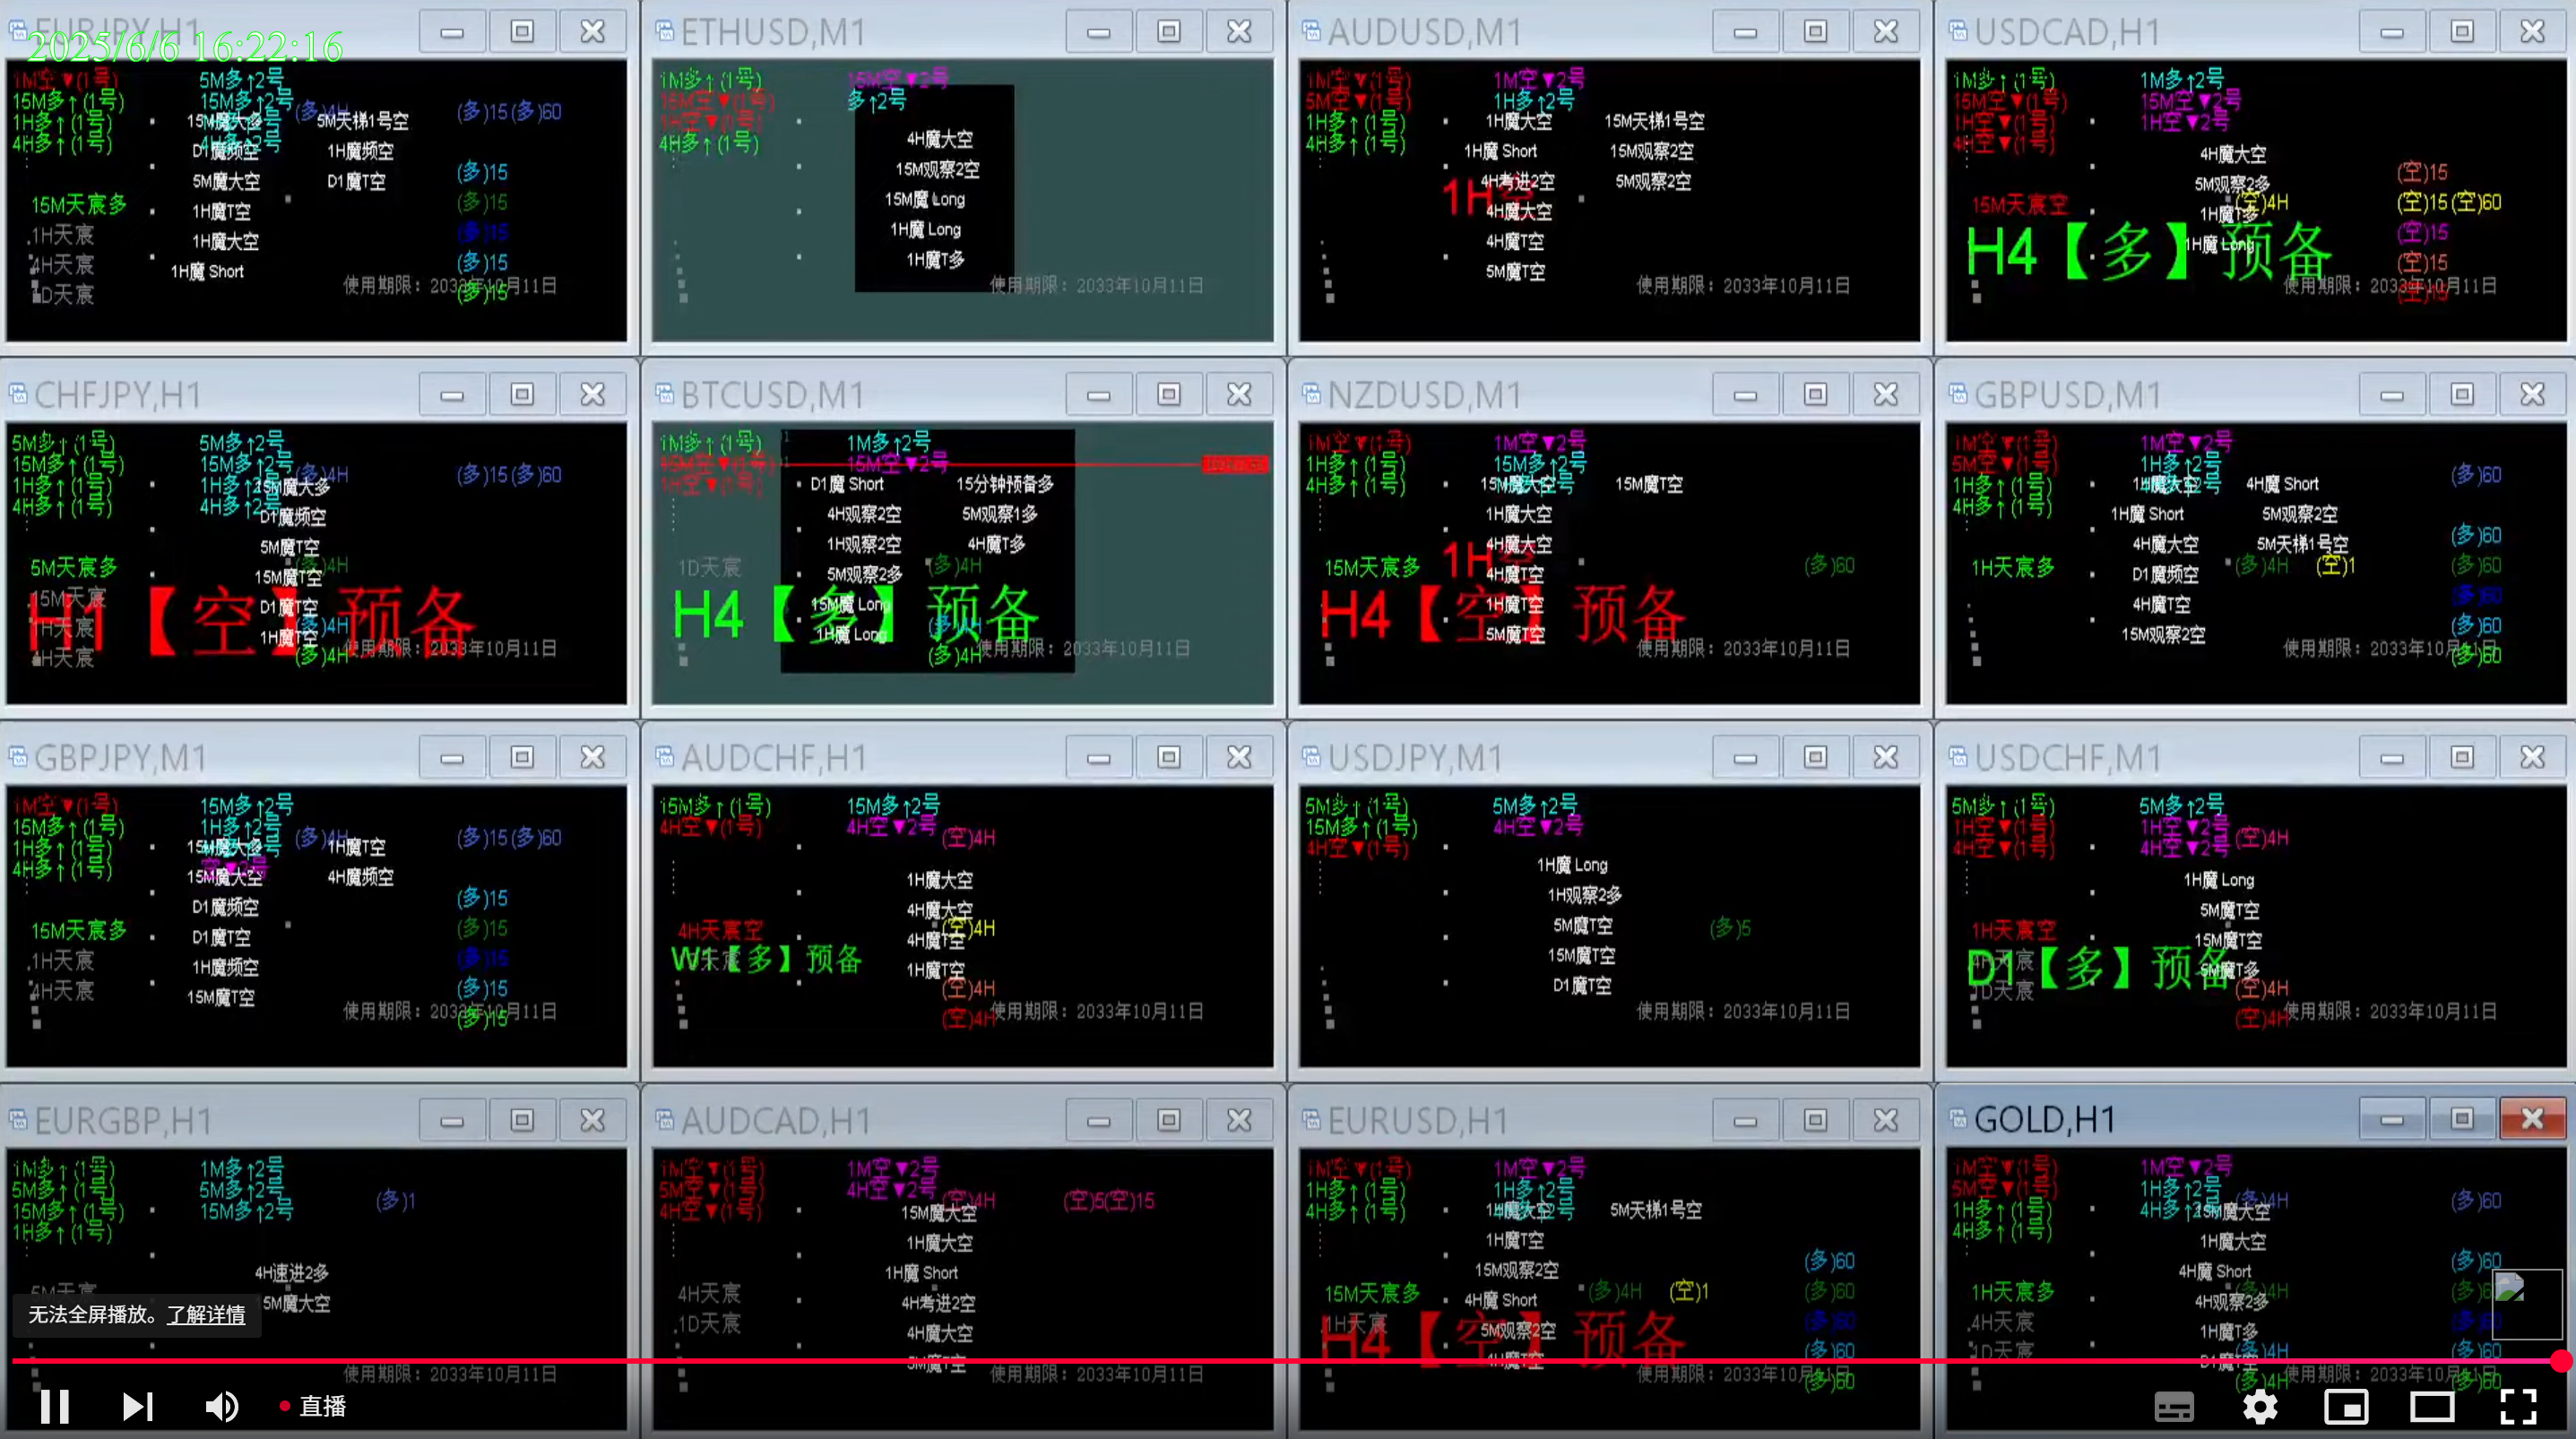 2025/6/6 16:22:16
EURJPY,H1
1M空▼(1号)
5M多↑2号
15M多↑(1号)
15M多↑2号
(多)4H
(多)15(多)60
1H多↑(1号)
15M魔大多
5M天梯1号空
4H多↑(1号)
D1魔频空
1H魔频空
5M魔大空
D1魔T空
(多)15
15M天宸多
1H魔T空
(多)15
1H天宸
1H魔大空
(多)15
4H天宸
1H魔 Short
(多)15
1D天宸
使用期限：2033年10月11日
(多)15
ETHUSD,M1
1M多↑(1号)
15M空▼2号
15M空▼(1号)
多↑2号
1H空▼(1号)
4H多↑(1号)
4H魔大空
15M观察2空
15M魔 Long
1H魔 Long
1H魔T多
使用期限：2033年10月11日
AUDUSD,M1
1M空▼(1号)
1M空▼2号
5M空▼(1号)
1H多↑2号
1H多↑(1号)
1H魔大空
15M天梯1号空
4H多↑(1号)
1H魔 Short
15M观察2空
4H考进2空
5M观察2空
4H魔大空
4H魔T空
5M魔T空
使用期限：2033年10月11日
USDCAD,H1
1M多↑(1号)
1M多↑2号
15M空▼(1号)
15M空▼2号
1H空▼(1号)
1H空▼2号
4H空▼(1号)
4H魔大空
5M观察2多
(空)15
15M天宸空
1H魔T多
(空)4H
(空)15(空)60
H4【多】预备
1H魔 Long
(空)15
(空)15
使用期限：2033年10月11日
(空)15
CHFJPY,H1
5M多↑(1号)
5M多↑2号
15M多↑(1号)
15M多↑2号
(多)4H
(多)15(多)60
1H多↑(1号)
1H多↑2号
15M魔大多
4H多↑(1号)
4H多↑2号
D1魔频空
5M魔T空
5M天宸多
15M魔T空
(多)4H
15M天宸
D1魔T空
H1【空】预备
1H天宸
1H魔T空
(多)4H
4H天宸
(多)4H
使用期限：2033年10月11日
BTCUSD,M1
1M多↑(1号)
1M多↑2号
15M空▼(1号)
15M空▼2号
1H空▼(1号)
D1魔 Short
15分钟预备多
4H观察2空
5M观察1多
1H观察2空
4H魔T多
1D天宸
5M观察2多
(多)4H
H4【多】预备
15M魔 Long
1H魔 Long
(多)4H
使用期限：2033年10月11日
NZDUSD,M1
1M空▼(1号)
1M空▼2号
1H多↑(1号)
15M多↑2号
4H多↑(1号)
15M魔大空
15M魔T空
1H魔大空
4H魔大空
15M天宸多
4H魔T空
(多)60
H4【空】预备
1H魔T空
5M魔T空
使用期限：2033年10月11日
GBPUSD,M1
1M空▼(1号)
1M空▼2号
5M空▼(1号)
1H多↑2号
(多)60
1H多↑(1号)
1H魔大空
4H魔 Short
4H多↑(1号)
1H魔 Short
5M观察2空
4H魔大空
5M天梯1号空
(多)60
1H天宸多
D1魔频空
(多)4H
(空)1
(多)60
4H魔T空
(多)60
15M观察2空
(多)60
使用期限：2033年10月11日
(多)60
GBPJPY,M1
1M空▼(1号)
15M多↑2号
15M多↑(1号)
1H多↑2号
(多)4H
(多)15(多)60
1H多↑(1号)
15M魔大多
1H魔T空
4H多↑(1号)
空▼2号
15M魔大空
4H魔频空
D1魔频空
(多)15
15M天宸多
D1魔T空
(多)15
1H天宸
1H魔频空
(多)15
4H天宸
15M魔T空
(多)15
使用期限：2033年10月11日
(多)15
AUDCHF,H1
15M多↑(1号)
15M多↑2号
4H空▼(1号)
4H空▼2号
(空)4H
1H魔大空
4H魔大空
4H天宸空
4H魔T空
(空)4H
W1【多】预备
1H魔T空
(空)4H
(空)4H
使用期限：2033年10月11日
USDJPY,M1
5M多↑(1号)
5M多↑2号
15M多↑(1号)
4H空▼2号
4H空▼(1号)
1H魔 Long
1H观察2多
5M魔T空
(多)5
15M魔T空
D1魔T空
使用期限：2033年10月11日
USDCHF,M1
5M多↑(1号)
5M多↑2号
1H空▼(1号)
1H空▼2号
(空)4H
4H空▼(1号)
4H空▼2号
1H魔 Long
5M魔T空
1H天宸空
15M魔T空
4H天宸
D1【多】预备
5M魔T多
1D天宸
(空)4H
(空)4H
使用期限：2033年10月11日
EURGBP,H1
1M多↑(1号)
1M多↑2号
5M多↑(1号)
5M多↑2号
(多)1
15M多↑(1号)
15M多↑2号
1H多↑(1号)
4H速进2多
5M天宸
15M魔大空
无法全屏播放。了解详情
使用期限：2033年10月11日
AUDCAD,H1
1M空▼(1号)
1M空▼2号
5M空▼(1号)
4H空▼2号
(空)4H
(空)5(空)15
4H空▼(1号)
15M魔大空
1H魔大空
1H魔 Short
4H天宸
4H考进2空
1D天宸
4H魔大空
5M魔T空
使用期限：2033年10月11日
EURUSD,H1
1M空▼(1号)
1M空▼2号
1H多↑(1号)
1H多↑2号
4H多↑(1号)
1H魔大空
5M天梯1号空
1H魔T空
(多)60
15M观察2空
15M天宸多
4H魔 Short
(多)4H
(空)1
(多)60
1H天宸
(多)60
H4【空】预备
5M观察2空
(多)60
4H魔T空
使用期限：2033年10月11日
(多)60
GOLD,H1
1M空▼(1号)
1M空▼2号
5M空▼(1号)
1H多↑2号
(多)4H
(多)60
1H多↑(1号)
4H多↑2号
15M魔大空
4H多↑(1号)
1H魔大空
(多)60
4H魔 Short
1H天宸多
4H观察2多
4H天宸
1H魔T多
1D天宸
(多)4H
(多)60
D1魔T空
(多)4H
使用期限：2033年10月11日
(多)60
直播